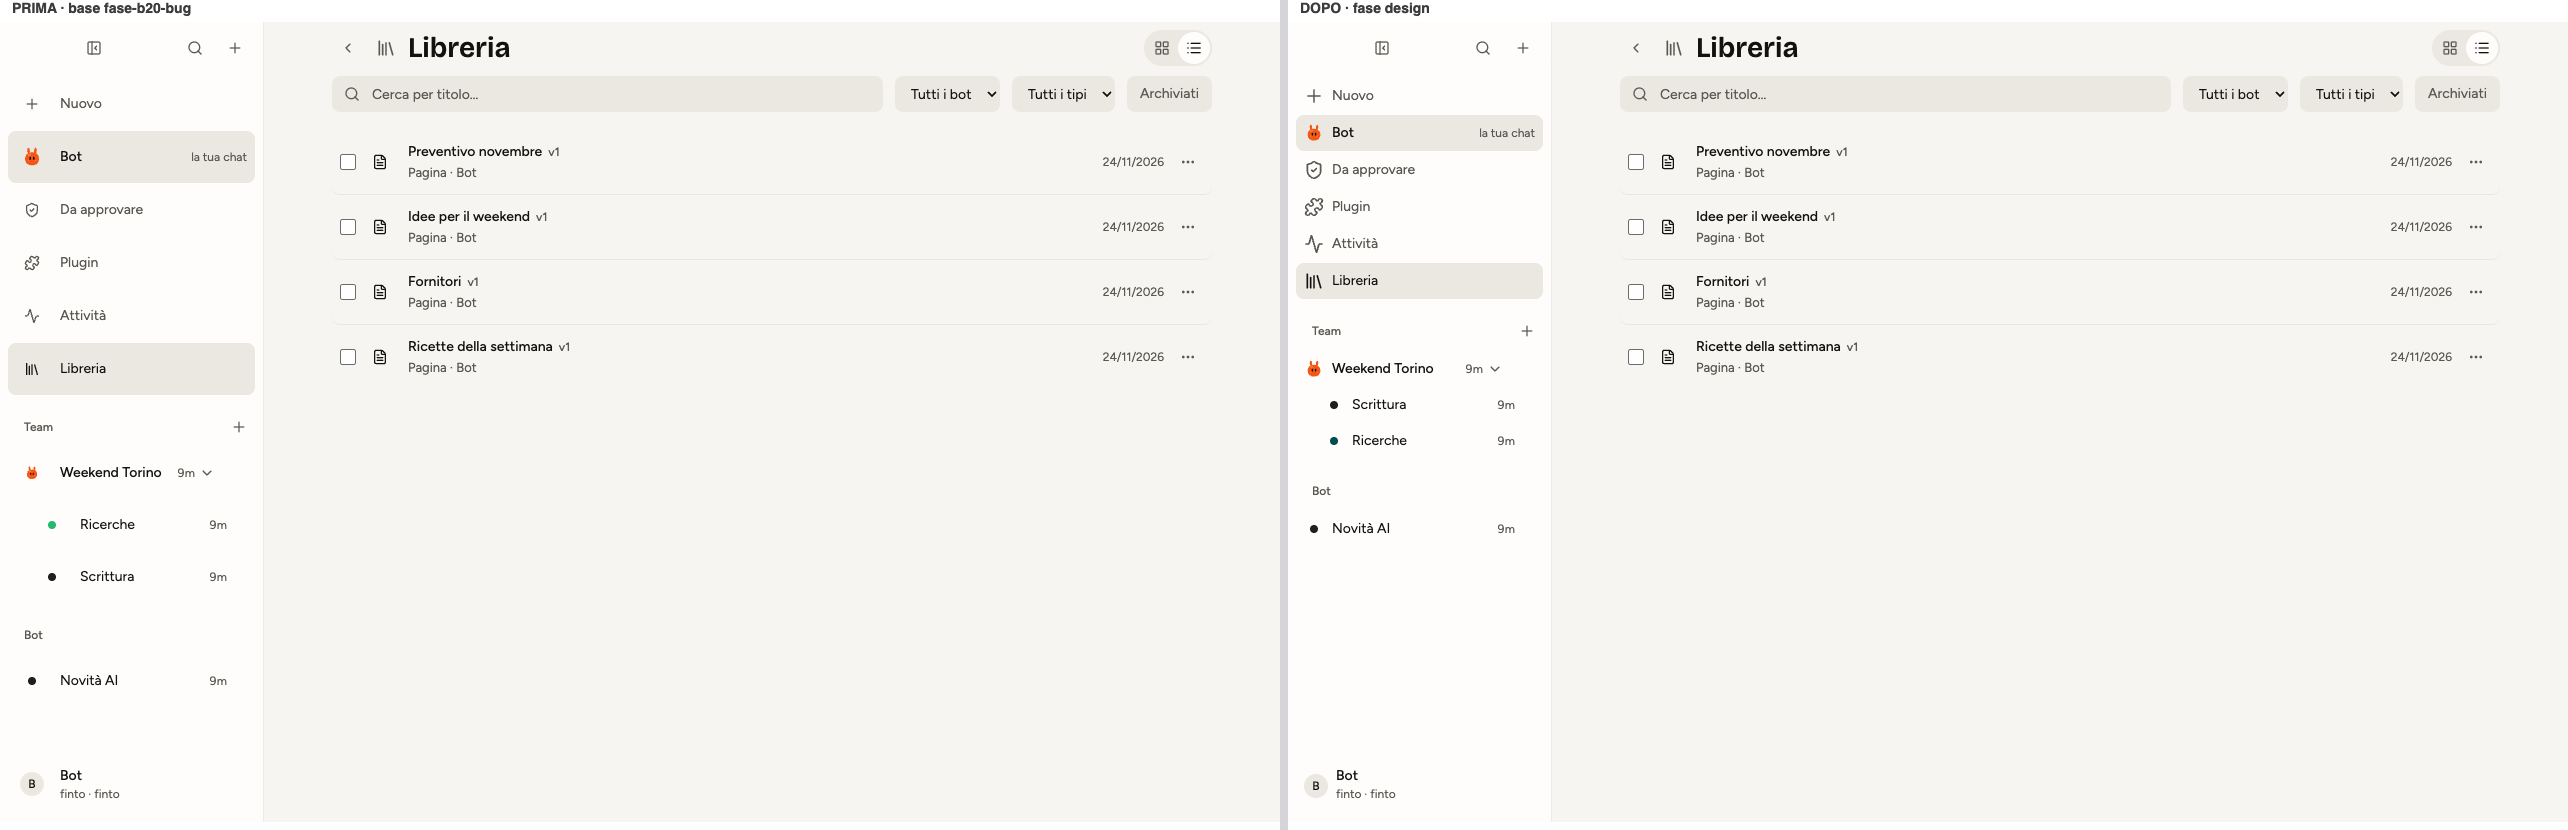 PRIMA · base fase-b20-bug
Libreria
Nuovo
Bot la tua chat
Da approvare
Plugin
Attività
Libreria
Team
Weekend Torino 9m
Ricerche 9m
Scrittura 9m
Bot
Novità AI 9m
Bot
B
finto · finto
Cerca per titolo...
Tutti i bot
Tutti i tipi
Archiviati
Preventivo novembre v1
Pagina · Bot
24/11/2026
Idee per il weekend v1
Pagina · Bot
24/11/2026
Fornitori v1
Pagina · Bot
24/11/2026
Ricette della settimana v1
Pagina · Bot
24/11/2026
DOPO · fase design
Libreria
Nuovo
Bot la tua chat
Da approvare
Plugin
Attività
Libreria
Team
Weekend Torino 9m
Scrittura 9m
Ricerche 9m
Bot
Novità AI 9m
Bot
B
finto · finto
Cerca per titolo...
Tutti i bot
Tutti i tipi
Archiviati
Preventivo novembre v1
Pagina · Bot
24/11/2026
Idee per il weekend v1
Pagina · Bot
24/11/2026
Fornitori v1
Pagina · Bot
24/11/2026
Ricette della settimana v1
Pagina · Bot
24/11/2026